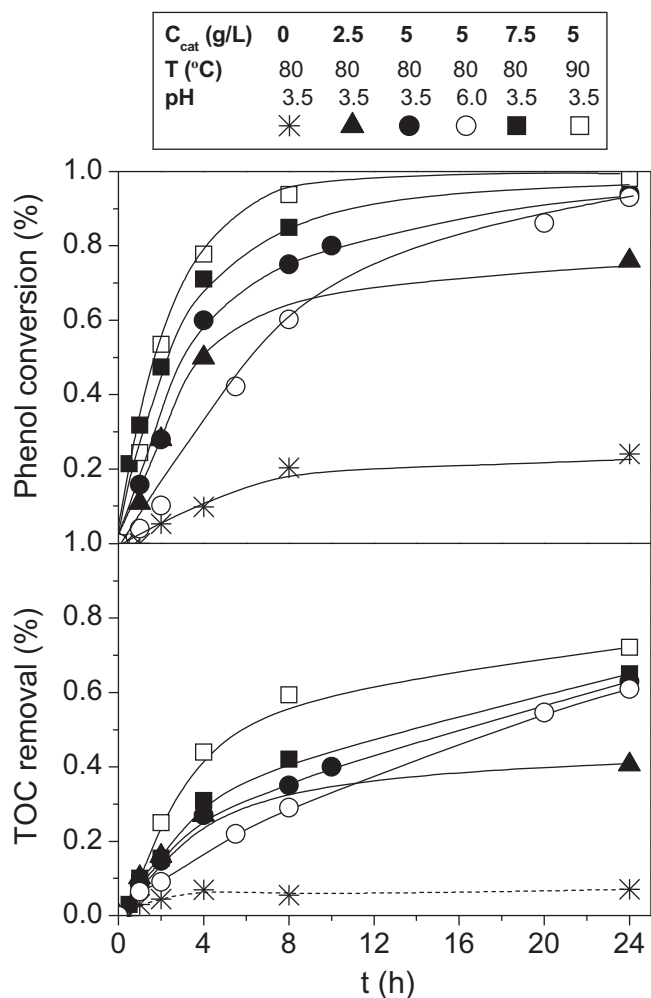 C_cat (g/L) 0 2.5 5 5 7.5 5
T (ºC) 80 80 80 80 80 90
pH 3.5 3.5 3.5 6.0 3.5 3.5
Phenol conversion (%)
1.0
0.8
0.6
0.4
0.2
1.0
TOC removal (%)
0.8
0.6
0.4
0.2
0.0
0 4 8 12 16 20 24
t (h)